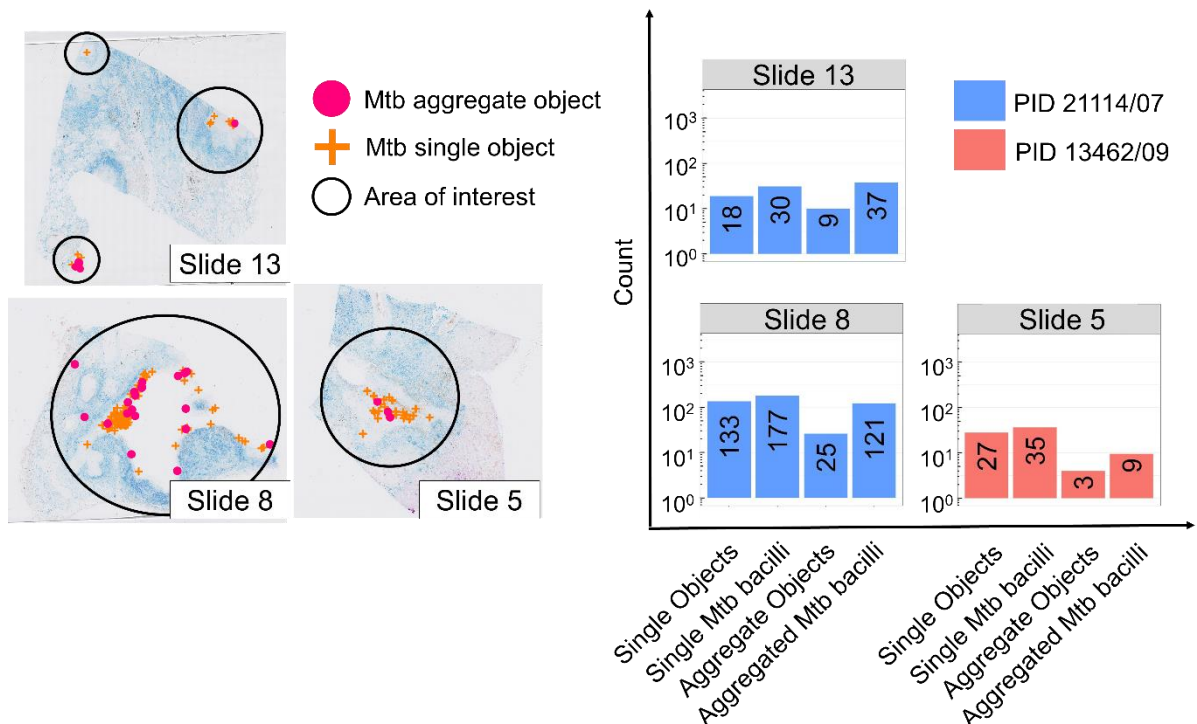 Mtb aggregate object
Mtb single object
Area of interest
Slide 13
Slide 8
Slide 5
Count
Slide 13
10³
10²
10¹
10⁰
18
30
9
37
PID 21114/07
PID 13462/09
Slide 8
10³
10²
10¹
10⁰
133
177
25
121
Slide 5
10³
10²
10¹
10⁰
27
35
3
9
Single Objects
Single Mtb bacilli
Aggregate Objects
Aggregated Mtb bacilli
Single Objects
Single Mtb bacilli
Aggregate Objects
Aggregated Mtb bacilli